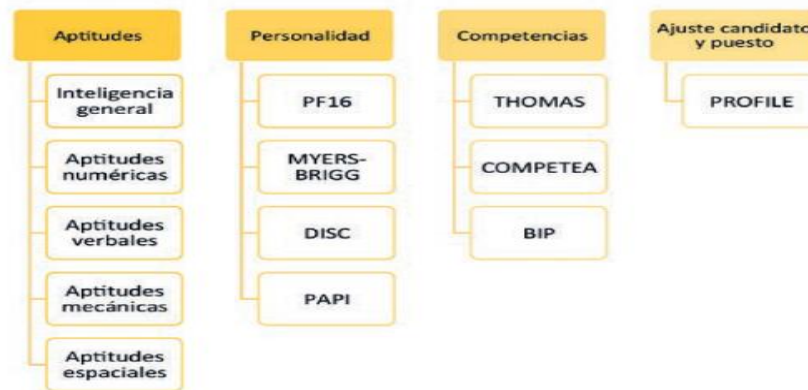 Aptitudes
Inteligencia
general
Aptitudes
numéricas
Aptitudes
verbales
Aptitudes
mecánicas
Aptitudes
espaciales
Personalidad
PF16
MYERS-
BRIGG
DISC
PAPI
Competencias
THOMAS
COMPETEA
BIP
Ajuste candidato
y puesto
PROFILE